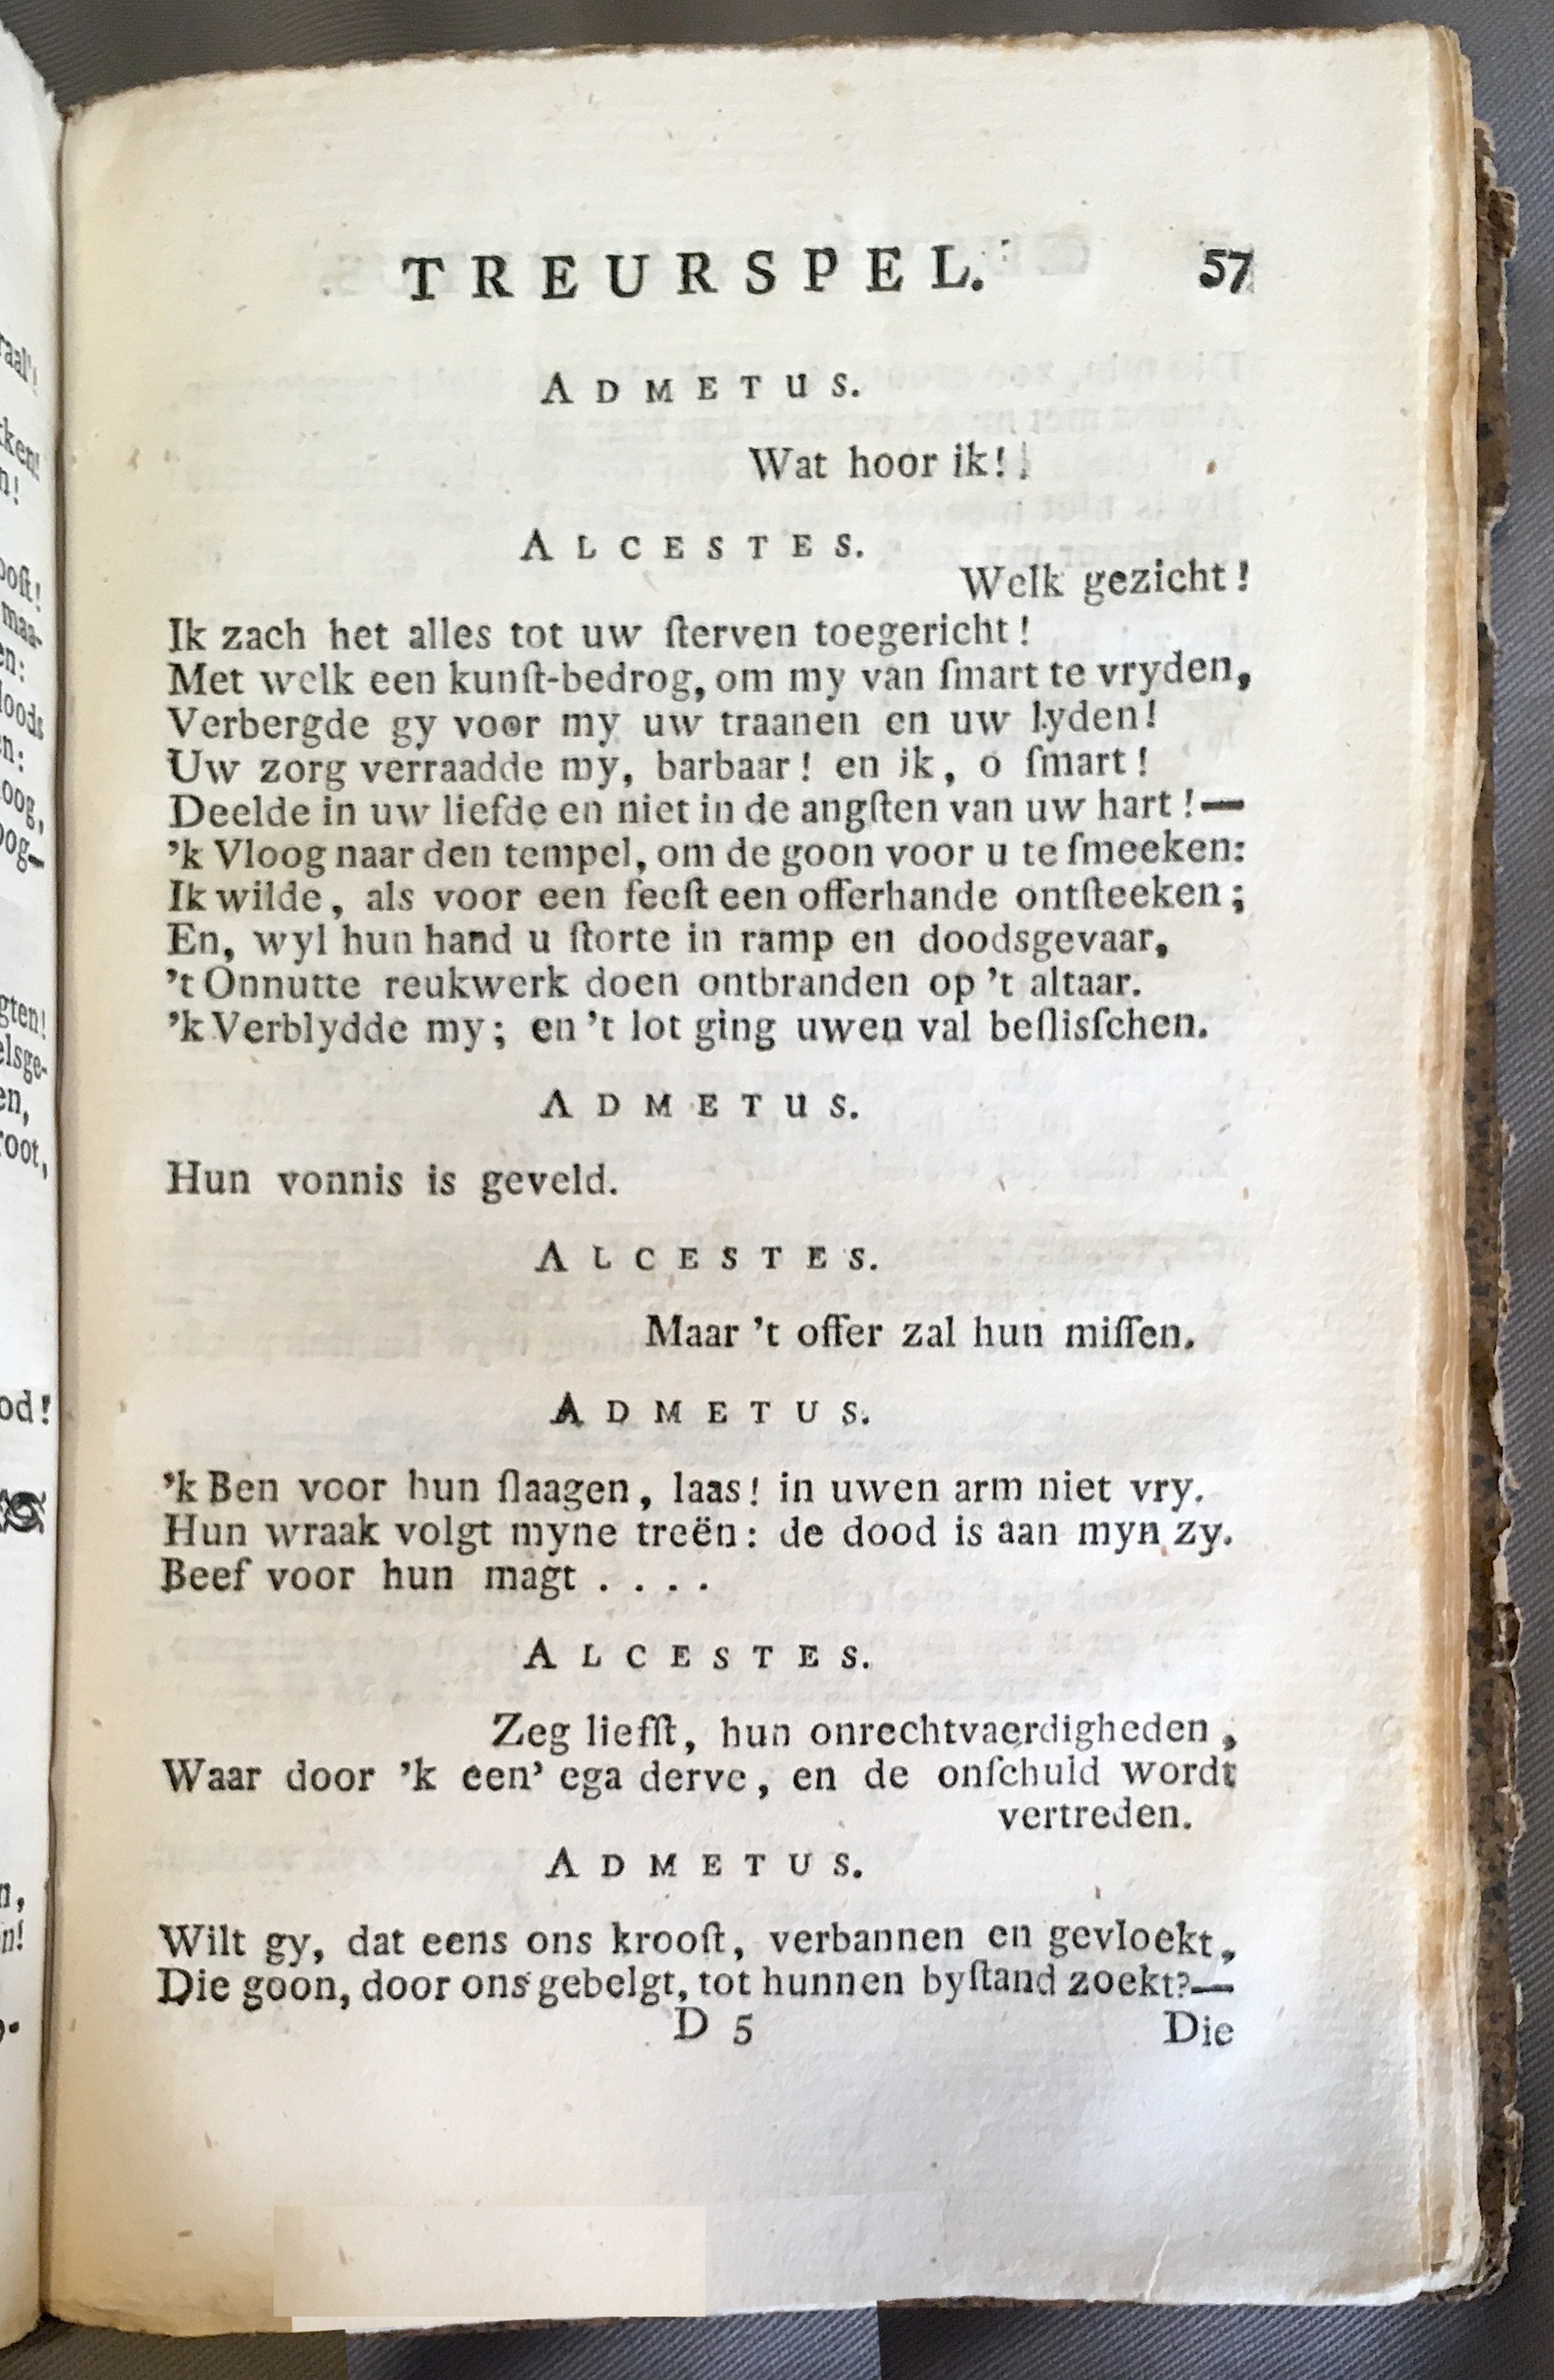 TREURSPEL. 57
ADMETUS.
Wat hoor ik!
ALCESTES.
Welk gezicht!
Ik zach het alles tot uw ſterven toegericht!
Met welk een kunſt-bedrog, om my van ſmart te vryden,
Verbergde gy voor my uw traanen en uw lyden!
Uw zorg verraadde my, barbaar! en ik, o ſmart!
Deelde in uw liefde en niet in de angſten van uw hart!—
'k Vloog naar den tempel, om de goon voor u te ſmeeken:
Ik wilde, als voor een feeſt een offerhande ontſteeken;
En, wyl hun hand u ſtorte in ramp en doodsgevaar,
't Onnutte reukwerk doen ontbranden op 't altaar.
'k Verblydde my; en 't lot ging uwen val beſlisſchen.
ADMETUS.
Hun vonnis is geveld.
ALCESTES.
Maar 't offer zal hun miſſen.
ADMETUS.
'k Ben voor hun ſlaagen, laas! in uwen arm niet vry.
Hun wraak volgt myne treën: de dood is aan myn zy.
Beef voor hun magt . . . .
ALCESTES.
Zeg liefſt, hun onrechtvaerdigheden,
Waar door 'k een' ega derve, en de onſchuld wordt
vertreden.
ADMETUS.
Wilt gy, dat eens ons krooſt, verbannen en gevloekt,
Die goon, door ons gebelgt, tot hunnen byſtand zoekt?—
D 5 Die